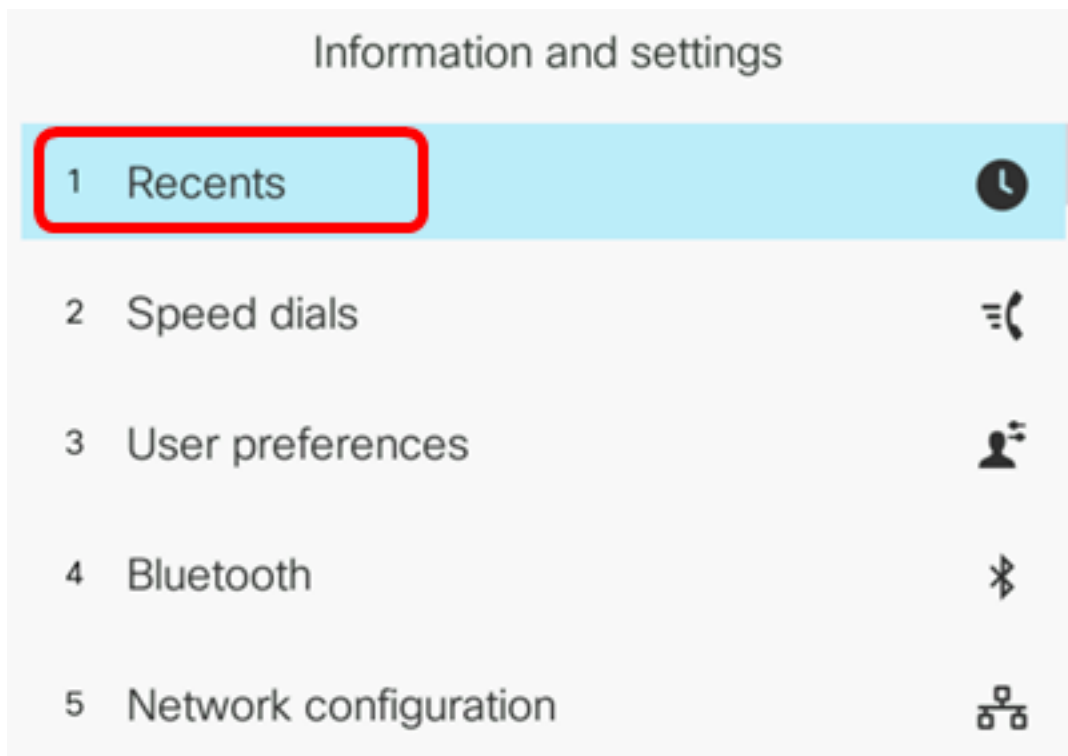 Information and settings
1 Recents
2 Speed dials
3 User preferences
4 Bluetooth
5 Network configuration